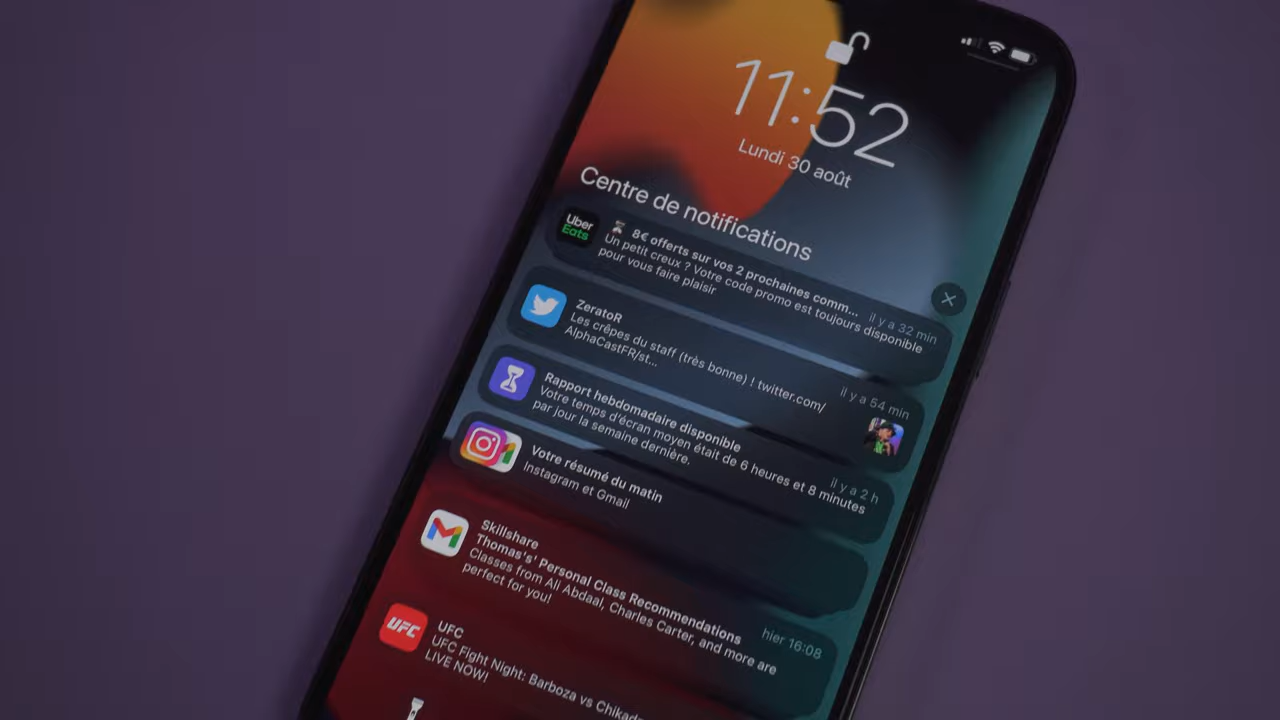 11:52
Lundi 30 août
Centre de notifications
Uber
Eats
8€ offerts sur vos 2 prochaines comm...
il y a 32 min
Un petit creux ? Votre code promo est toujours disponible
pour vous faire plaisir
ZeratoR
il y a 54 min
Les crêpes du staff (très bonne) ! twitter.com/
AlphaCastFR/st...
Rapport hebdomadaire disponible
il y a 2 h
Votre temps d'écran moyen était de 6 heures et 8 minutes
par jour la semaine dernière.
Votre résumé du matin
Instagram et Gmail
Skillshare
hier 16:08
Thomas's' Personal Class Recommendations
Classes from Ali Abdaal, Charles Carter, and more are
perfect for you!
UFC
UFC
UFC Fight Night: Barboza vs Chikadz
LIVE NOW!